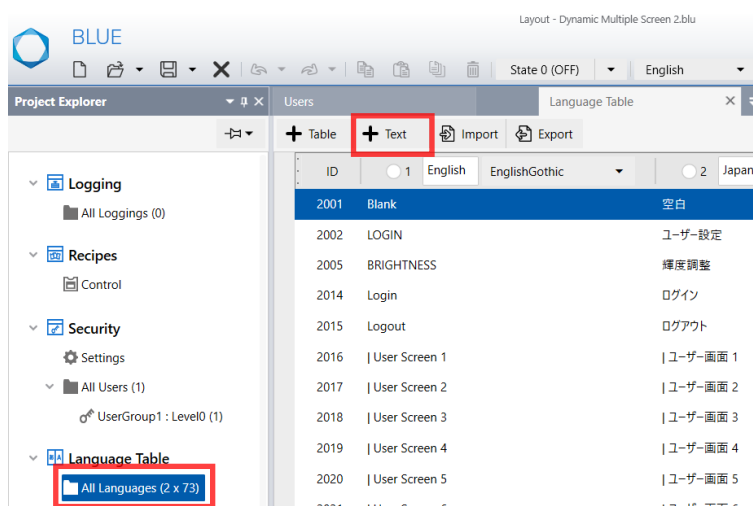 Layout - Dynamic Multiple Screen 2.blu
BLUE
State 0 (OFF) English
Project Explorer Users Language Table
Table Text Import Export
ID 1 English EnglishGothic 2 Japan
Logging
All Loggings (0)
Recipes
Control
Security
Settings
All Users (1)
UserGroup1 : Level0 (1)
Language Table
All Languages (2 x 73)
2001 Blank 空白
2002 LOGIN ユーザー設定
2005 BRIGHTNESS 輝度調整
2014 Login ログイン
2015 Logout ログアウト
2016 | User Screen 1 | ユーザー画面 1
2017 | User Screen 2 | ユーザー画面 2
2018 | User Screen 3 | ユーザー画面 3
2019 | User Screen 4 | ユーザー画面 4
2020 | User Screen 5 | ユーザー画面 5